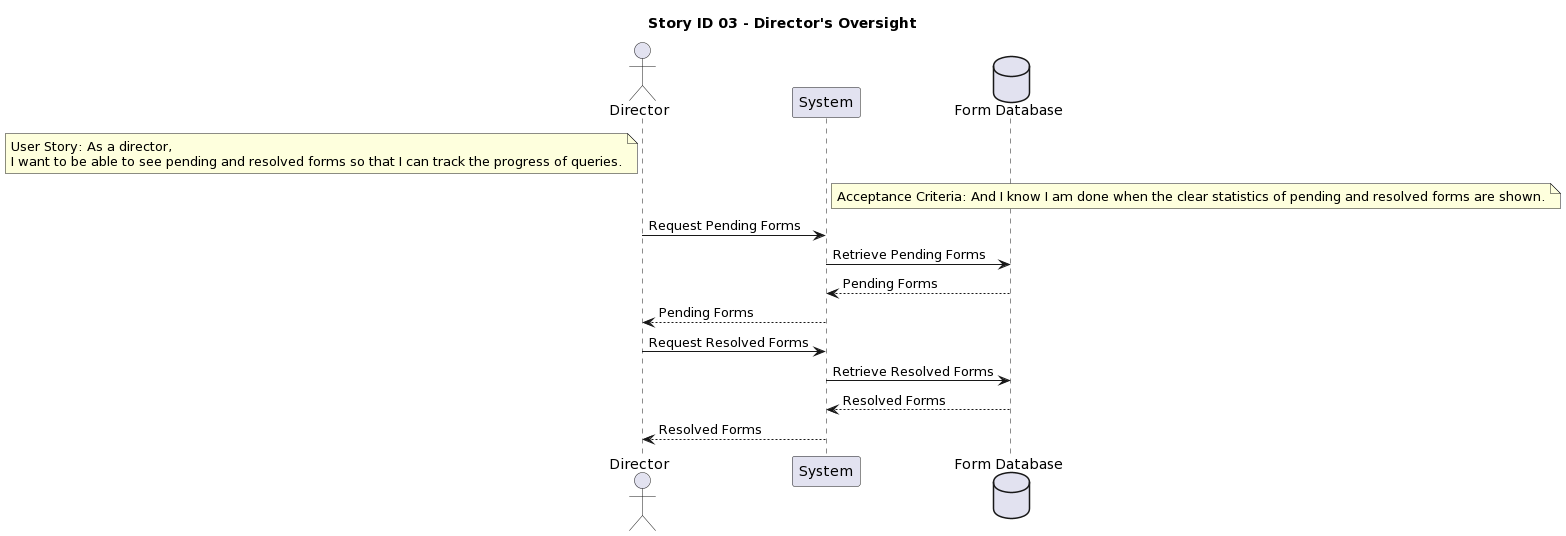 Story ID 03 - Director's Oversight
Director
System
Form Database
User Story: As a director,
I want to be able to see pending and resolved forms so that I can track the progress of queries.
Acceptance Criteria: And I know I am done when the clear statistics of pending and resolved forms are shown.
Request Pending Forms
Retrieve Pending Forms
Pending Forms
Pending Forms
Request Resolved Forms
Retrieve Resolved Forms
Resolved Forms
Resolved Forms
Director
System
Form Database